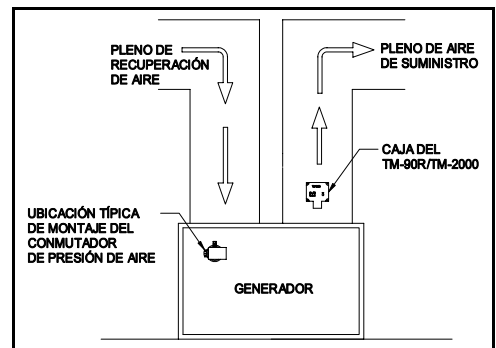 PLENO DE
RECUPERACIÓN
DE AIRE
PLENO DE AIRE
DE SUMINISTRO
CAJA DEL
TM-90R/TM-2000
UBICACIÓN TÍPICA
DE MONTAJE DEL
CONMUTADOR
DE PRESIÓN DE AIRE
GENERADOR